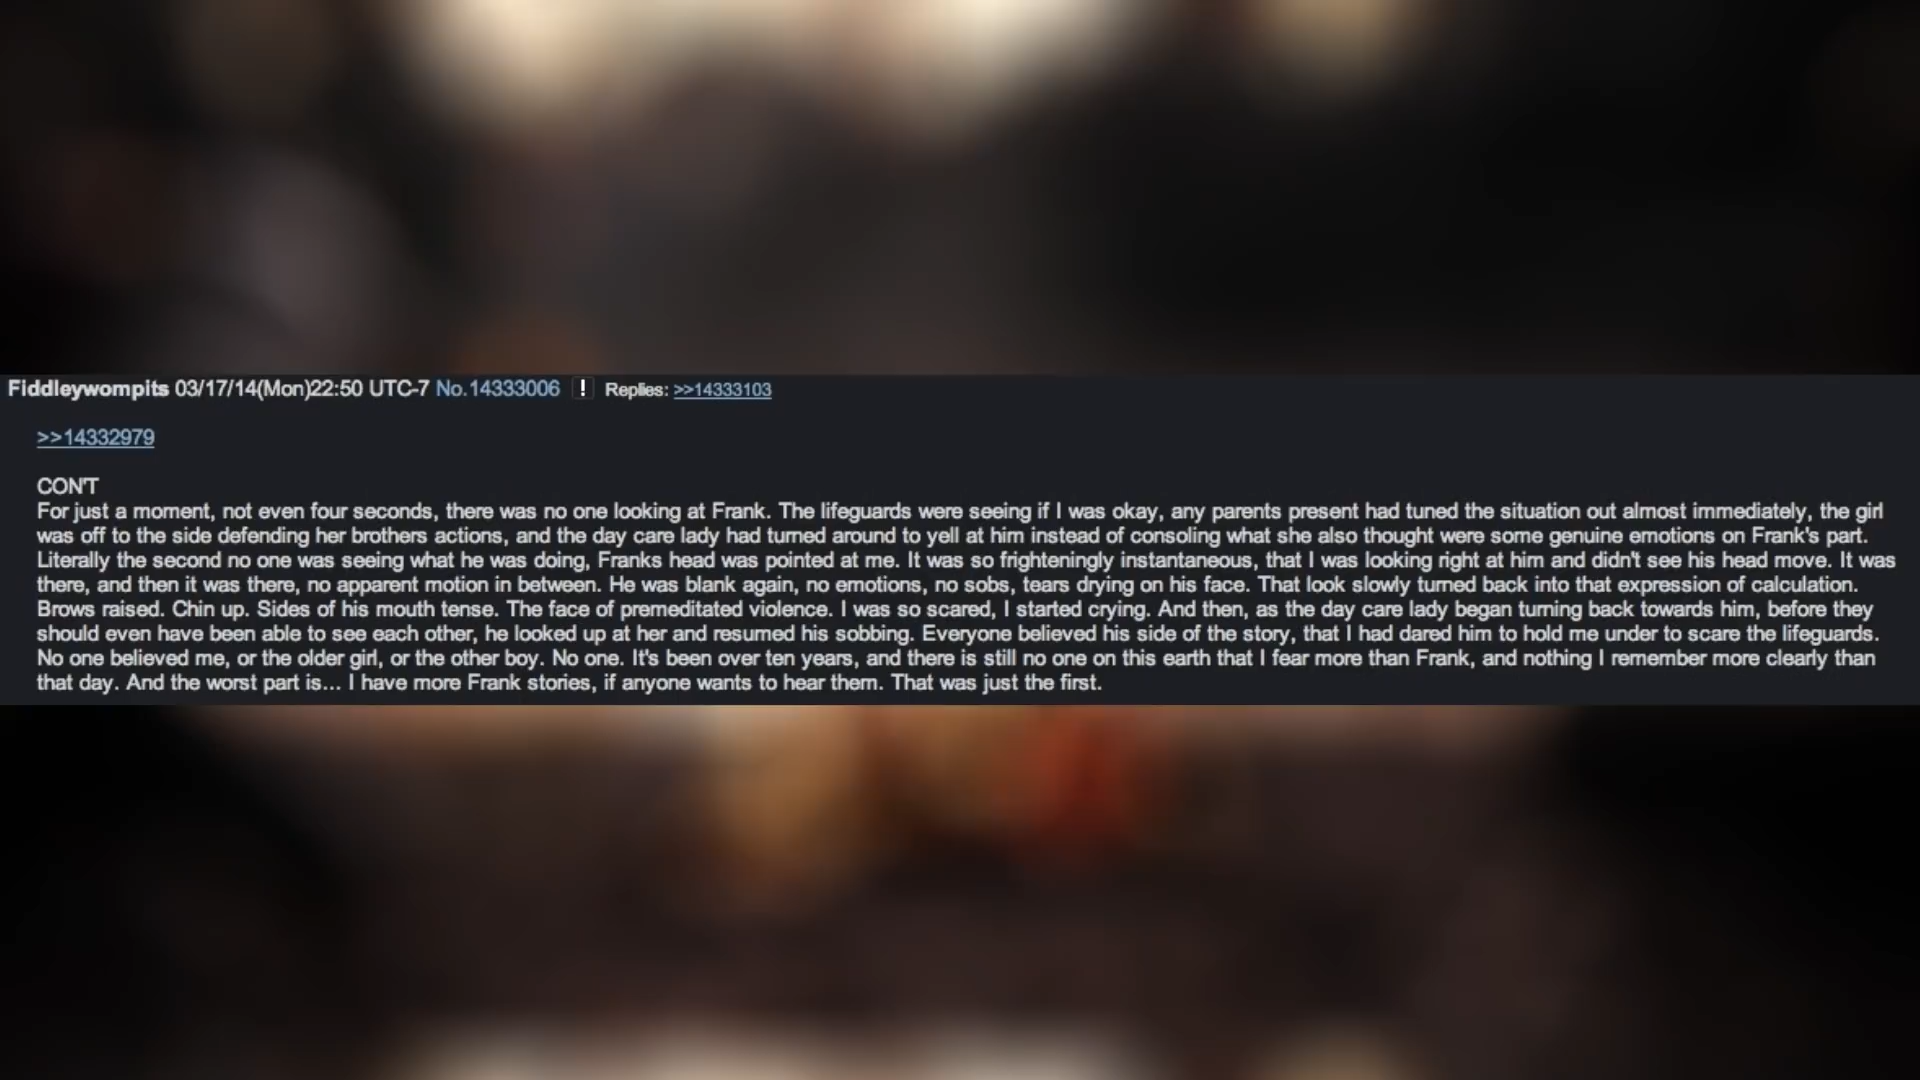 Fiddleywompits 03/17/14(Mon)22:50 UTC-7 No.14333006 ! Replies: >>14333103
>>14332979
CON'T
For just a moment, not even four seconds, there was no one looking at Frank. The lifeguards were seeing if I was okay, any parents present had tuned the situation out almost immediately, the girl
was off to the side defending her brothers actions, and the day care lady had turned around to yell at him instead of consoling what she also thought were some genuine emotions on Frank's part.
Literally the second no one was seeing what he was doing, Franks head was pointed at me. It was so frighteningly instantaneous, that I was looking right at him and didn't see his head move. It was
there, and then it was there, no apparent motion in between. He was blank again, no emotions, no sobs, tears drying on his face. That look slowly turned back into that expression of calculation.
Brows raised. Chin up. Sides of his mouth tense. The face of premeditated violence. I was so scared, I started crying. And then, as the day care lady began turning back towards him, before they
should even have been able to see each other, he looked up at her and resumed his sobbing. Everyone believed his side of the story, that I had dared him to hold me under to scare the lifeguards.
No one believed me, or the older girl, or the other boy. No one. It's been over ten years, and there is still no one on this earth that I fear more than Frank, and nothing I remember more clearly than
that day. And the worst part is... I have more Frank stories, if anyone wants to hear them. That was just the first.